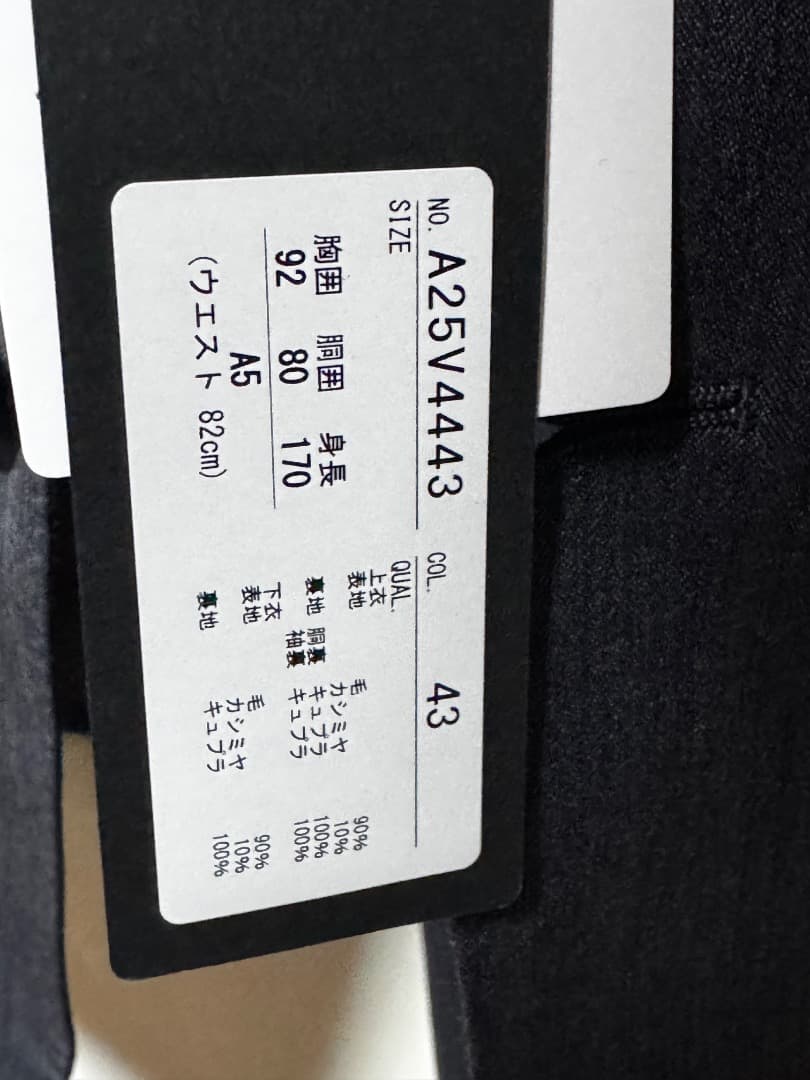 NO. A25V4443
SIZE
胸囲 胴囲 身長
92 80 170
A5
(ウエスト 82cm)
COL. 43
QUAL.
上衣
表地 毛 90%
カシミヤ 10%
裏地 胴裏 キュプラ 100%
袖裏 キュプラ 100%
下衣
表地 毛 90%
カシミヤ 10%
裏地 キュプラ 100%